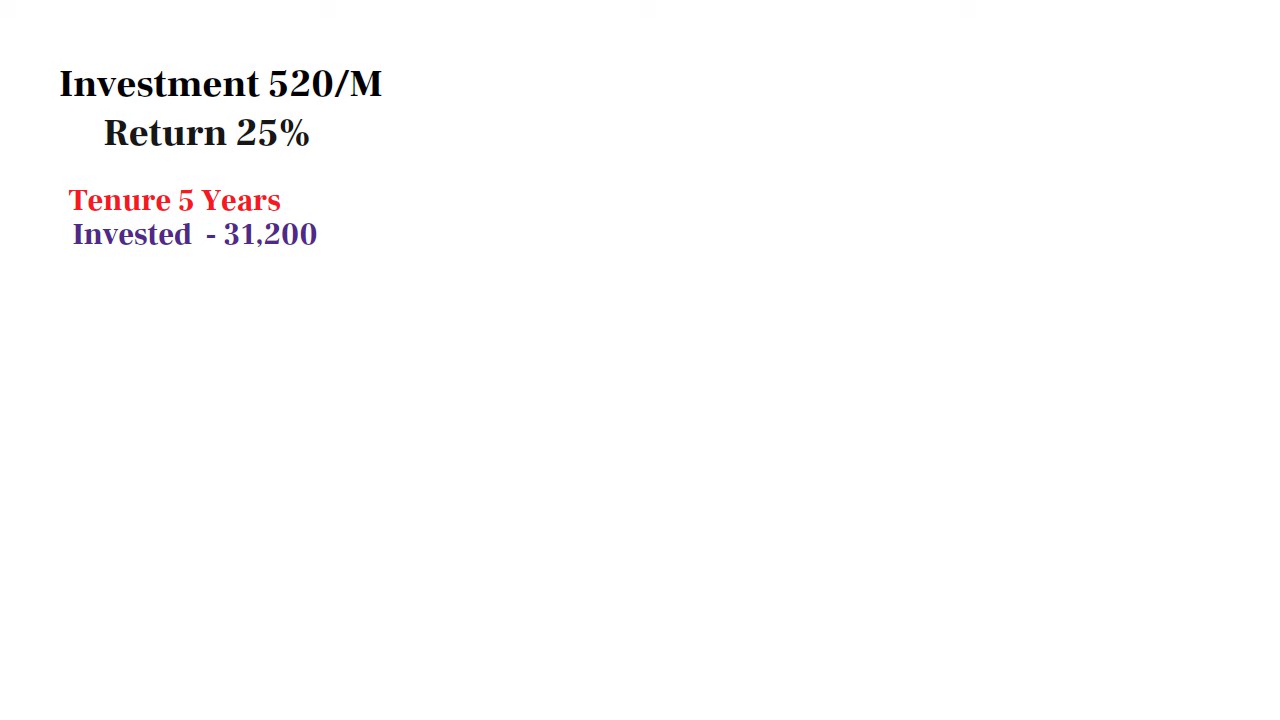 Investment 520/M
Return 25%
Tenure 5 Years
Invested - 31,200